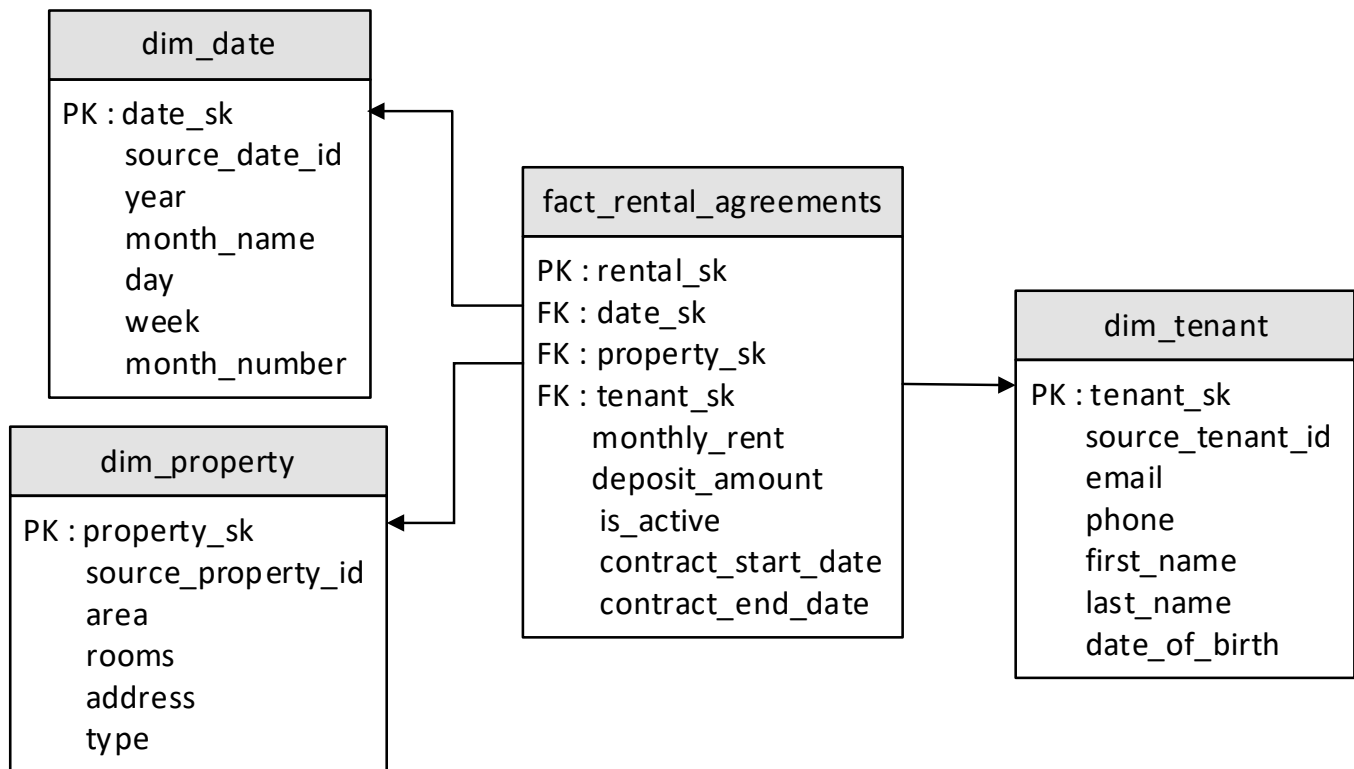 dim_date
PK : date_sk
source_date_id
year
month_name
day
week
month_number
dim_property
PK : property_sk
source_property_id
area
rooms
address
type
fact_rental_agreements
PK : rental_sk
FK : date_sk
FK : property_sk
FK : tenant_sk
monthly_rent
deposit_amount
is_active
contract_start_date
contract_end_date
dim_tenant
PK : tenant_sk
source_tenant_id
email
phone
first_name
last_name
date_of_birth